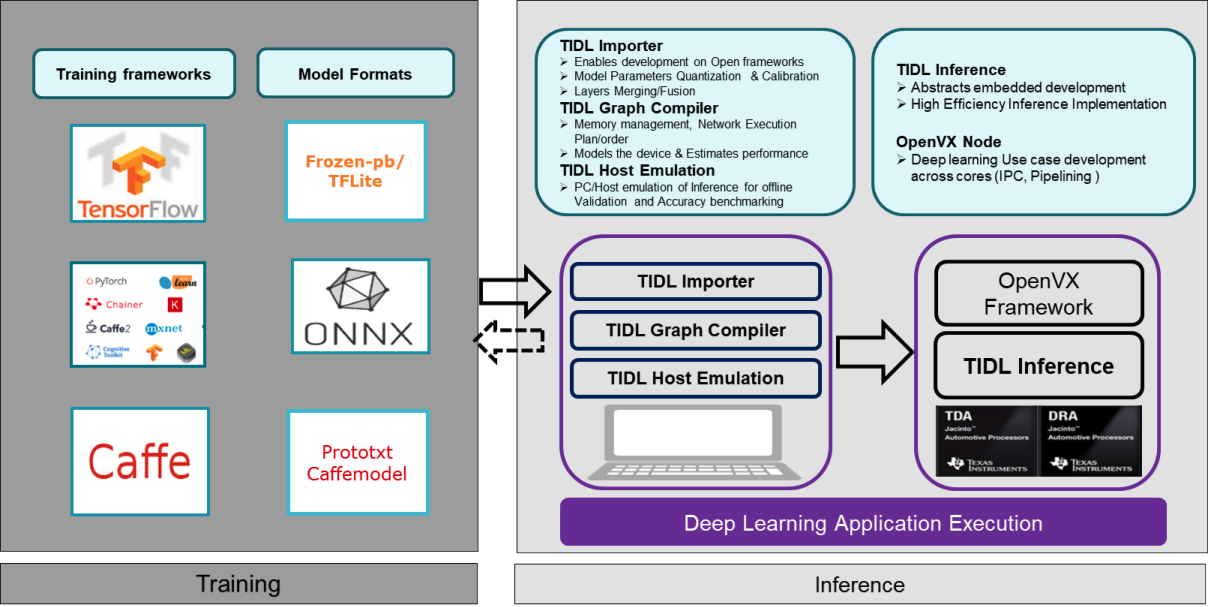 Training frameworks
Model Formats
TensorFlow
Frozen-pb/
TFLite
PyTorch
learn
Chainer
K
Caffe2
mxnet
Cognitive
Toolkit
ONNX
Caffe
Prototxt
Caffemodel
Training
TIDL Importer
➢ Enables development on Open frameworks
➢ Model Parameters Quantization & Calibration
➢ Layers Merging/Fusion
TIDL Graph Compiler
➢ Memory management, Network Execution
Plan/order
➢ Models the device & Estimates performance
TIDL Host Emulation
➢ PC/Host emulation of Inference for offline
Validation and Accuracy benchmarking
TIDL Inference
➢ Abstracts embedded development
➢ High Efficiency Inference Implementation
OpenVX Node
➢ Deep learning Use case development
across cores (IPC, Pipelining )
TIDL Importer
TIDL Graph Compiler
TIDL Host Emulation
OpenVX
Framework
TIDL Inference
TDA
Jacinto™
Automotive Processors
TEXAS
INSTRUMENTS
DRA
Jacinto™
Automotive Processors
TEXAS
INSTRUMENTS
Deep Learning Application Execution
Inference